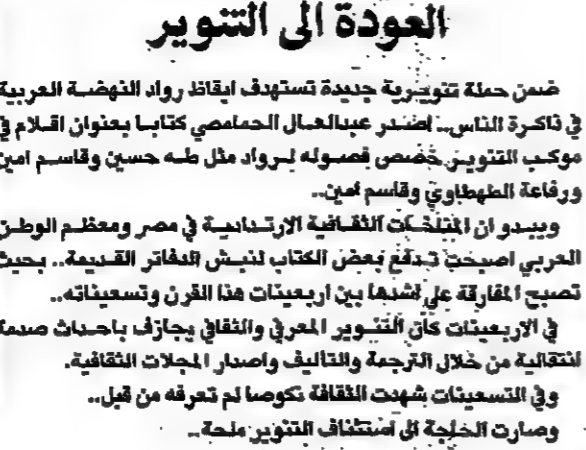 العودة الى التنوير
ضمن حملة تنويرية جديدة تستهدف ايقاظ رواد النهضة العربية
في ذاكرة الناس.. اصدر عبدالعال الحمامصي كتابا بعنوان اقلام في
موكب التنوير خصص فصوله لرواد مثل طه حسين وقاسم امين
ورفاعة الطهطاوي وقاسم امين..
ويبدو ان المناخات الثقافية الارتدادية في مصر ومعظم الوطن
العربي اصبحت تدفع بعض الكتاب لنبش الدفاتر القديمة.. بحيث
تصبح المفارقة على اشدها بين اربعينات هذا القرن وتسعيناته..
في الاربعينات كان التنوير المعرفي والثقافي يجازف باحداث صدمة
انتقالية من خلال الترجمة والتاليف واصدار المجلات الثقافية.
وفي التسعينات شهدت الثقافة نكوصا لم تعرفه من قبل..
وصارت الحاجة الى استئناف التنوير ملحة..